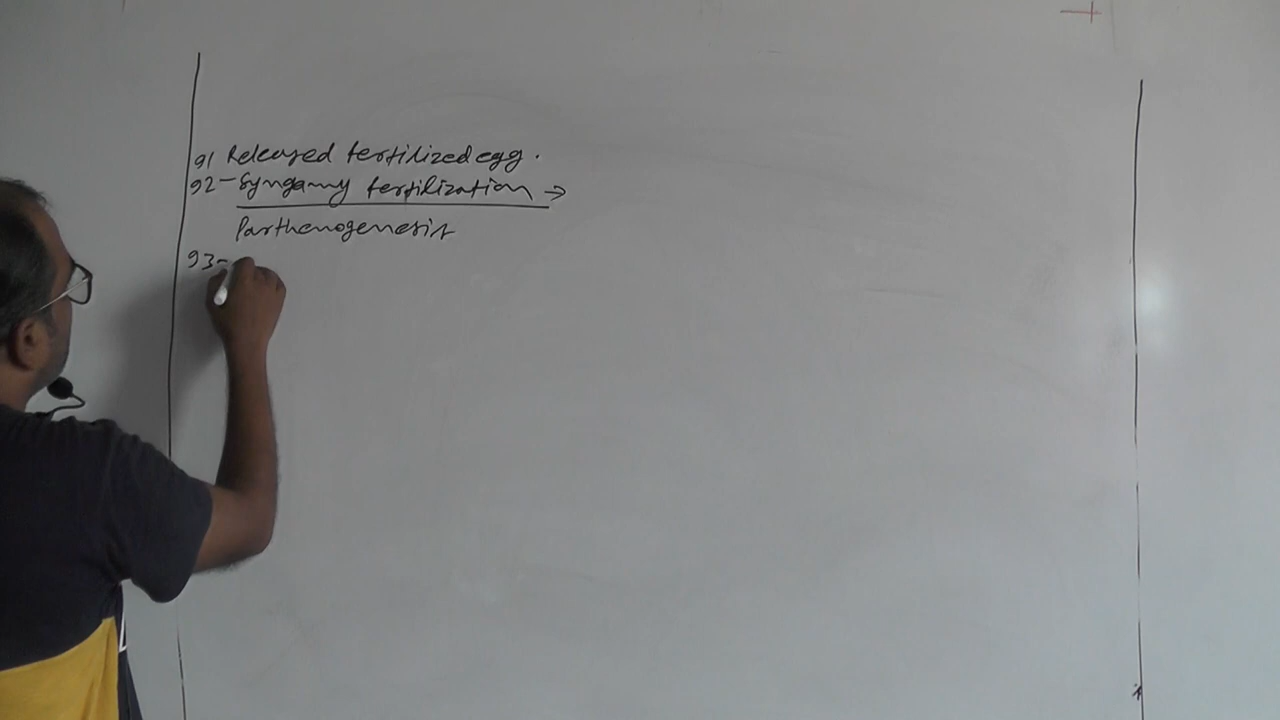 91 Released fertilized egg.
92- Syngamy fertilization →
Parthenogenesis
93-